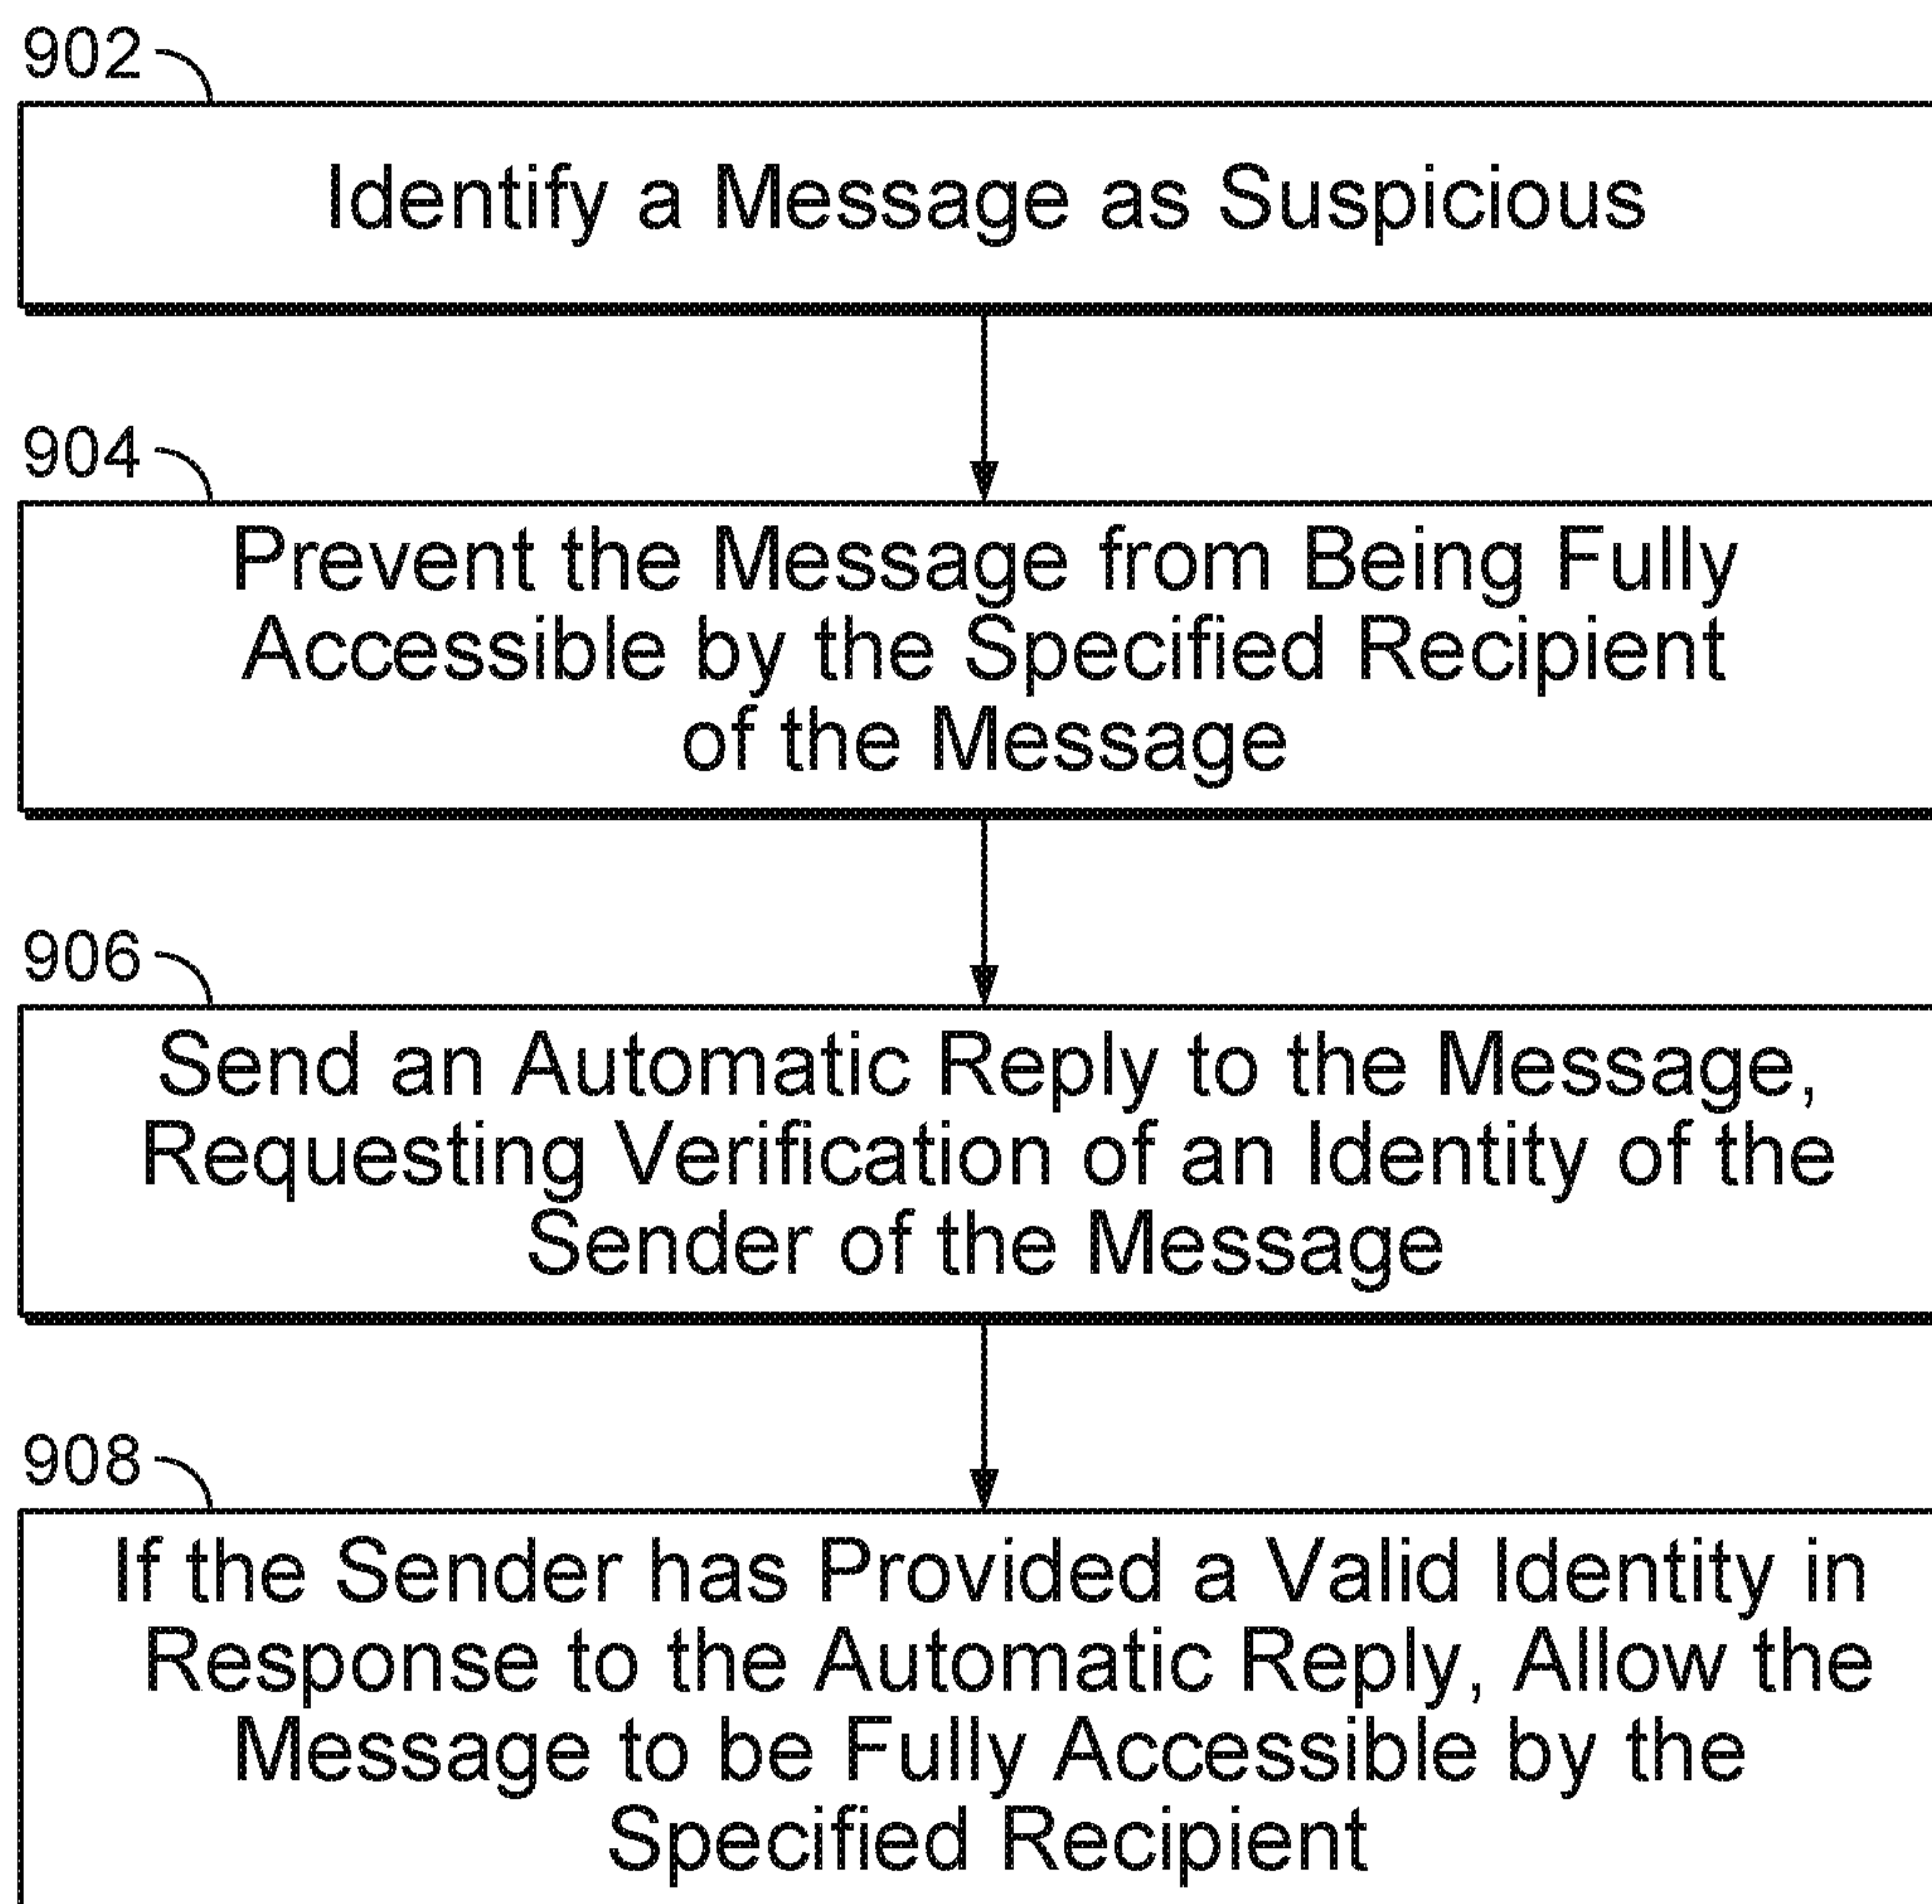 902
Identify a Message as Suspicious
904
Prevent the Message from Being Fully
Accessible by the Specified Recipient
of the Message
906
Send an Automatic Reply to the Message,
Requesting Verification of an Identity of the
Sender of the Message
908
If the Sender has Provided a Valid Identity in
Response to the Automatic Reply, Allow the
Message to be Fully Accessible by the
Specified Recipient